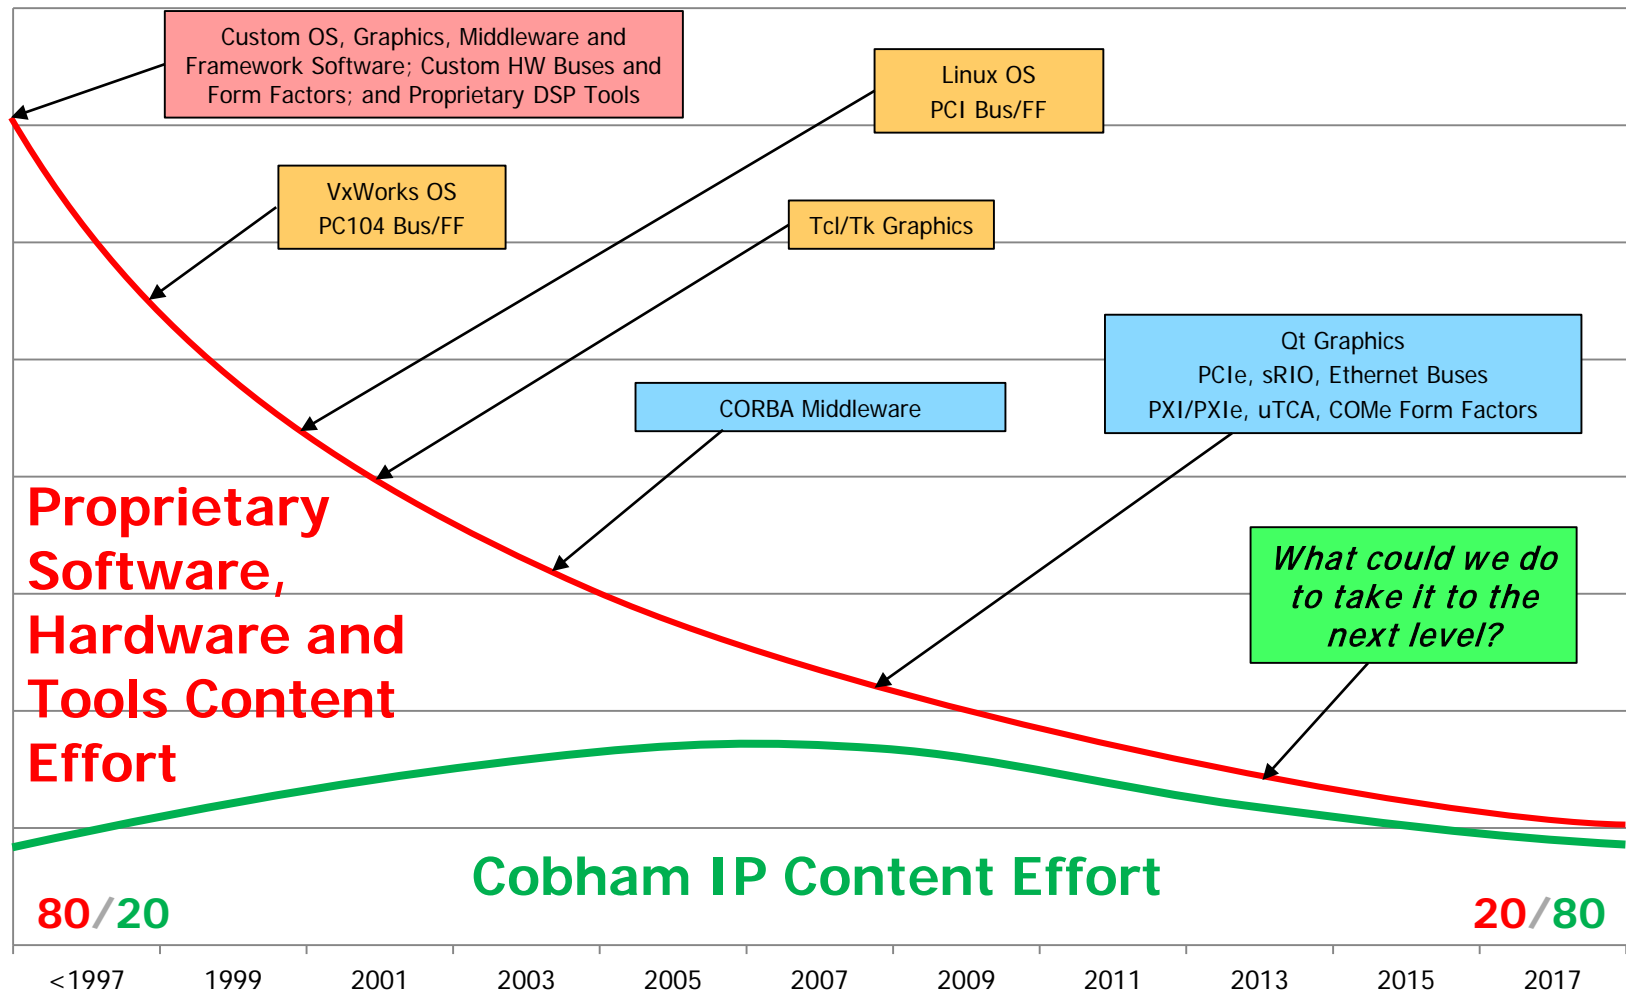 Custom OS, Graphics, Middleware and
Framework Software; Custom HW Buses and
Form Factors; and Proprietary DSP Tools
Linux OS
PCI Bus/FF
VxWorks OS
PC104 Bus/FF
Tcl/Tk Graphics
Qt Graphics
PCIe, sRIO, Ethernet Buses
PXI/PXIe, uTCA, COMe Form Factors
CORBA Middleware
Proprietary
Software,
Hardware and
Tools Content
Effort
What could we do
to take it to the
next level?
Cobham IP Content Effort
80/20
20/80
<1997 1999 2001 2003 2005 2007 2009 2011 2013 2015 2017